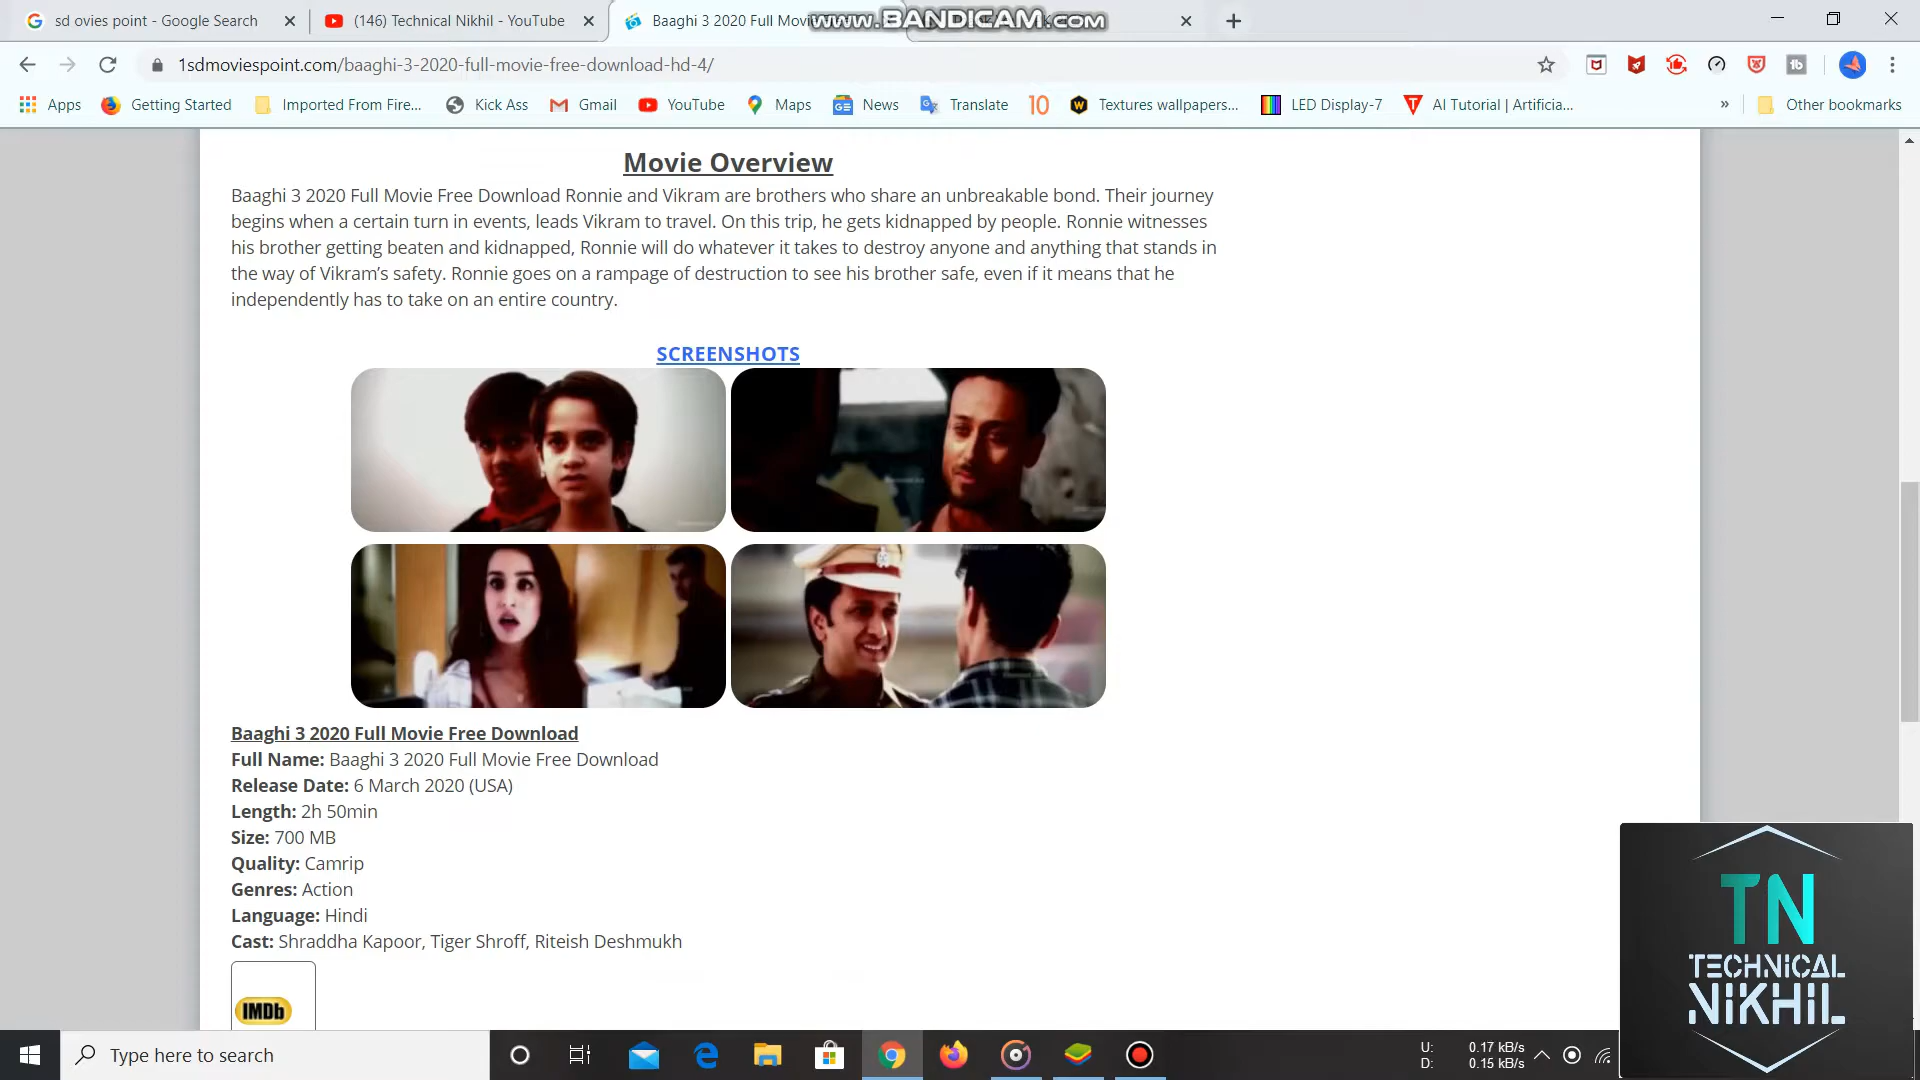 sd ovies point - Google Search
(146) Technical Nikhil - YouTube
Baaghi 3 2020 Full Movi
www.BANDICAM.com
1sdmoviespoint.com/baaghi-3-2020-full-movie-free-download-hd-4/
Apps
Getting Started
Imported From Fire...
Kick Ass
Gmail
YouTube
Maps
News
Translate
10
Textures wallpapers...
LED Display-7
AI Tutorial | Artificia...
»
Other bookmarks
Movie Overview
Baaghi 3 2020 Full Movie Free Download Ronnie and Vikram are brothers who share an unbreakable bond. Their journey
begins when a certain turn in events, leads Vikram to travel. On this trip, he gets kidnapped by people. Ronnie witnesses
his brother getting beaten and kidnapped, Ronnie will do whatever it takes to destroy anyone and anything that stands in
the way of Vikram’s safety. Ronnie goes on a rampage of destruction to see his brother safe, even if it means that he
independently has to take on an entire country.
SCREENSHOTS
Baaghi 3 2020 Full Movie Free Download
Full Name: Baaghi 3 2020 Full Movie Free Download
Release Date: 6 March 2020 (USA)
Length: 2h 50min
Size: 700 MB
Quality: Camrip
Genres: Action
Language: Hindi
Cast: Shraddha Kapoor, Tiger Shroff, Riteish Deshmukh
IMDb
TN
TECHNiCAL
NiKHiL
Type here to search
U: 0.17 kB/s
D: 0.15 kB/s